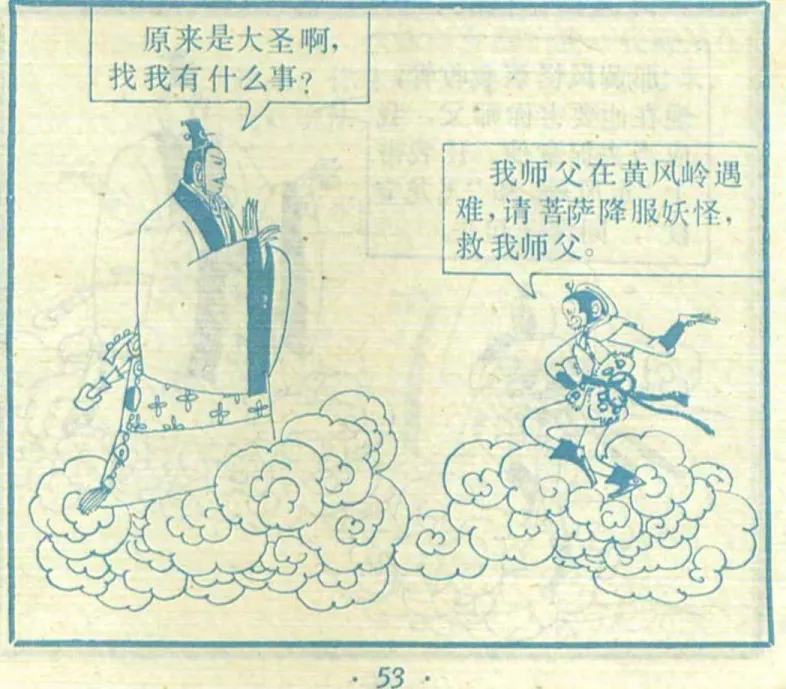 原来是大圣啊，
找我有什么事？
我师父在黄风岭遇
难，请菩萨降服妖怪，
救我师父。
· 53 ·